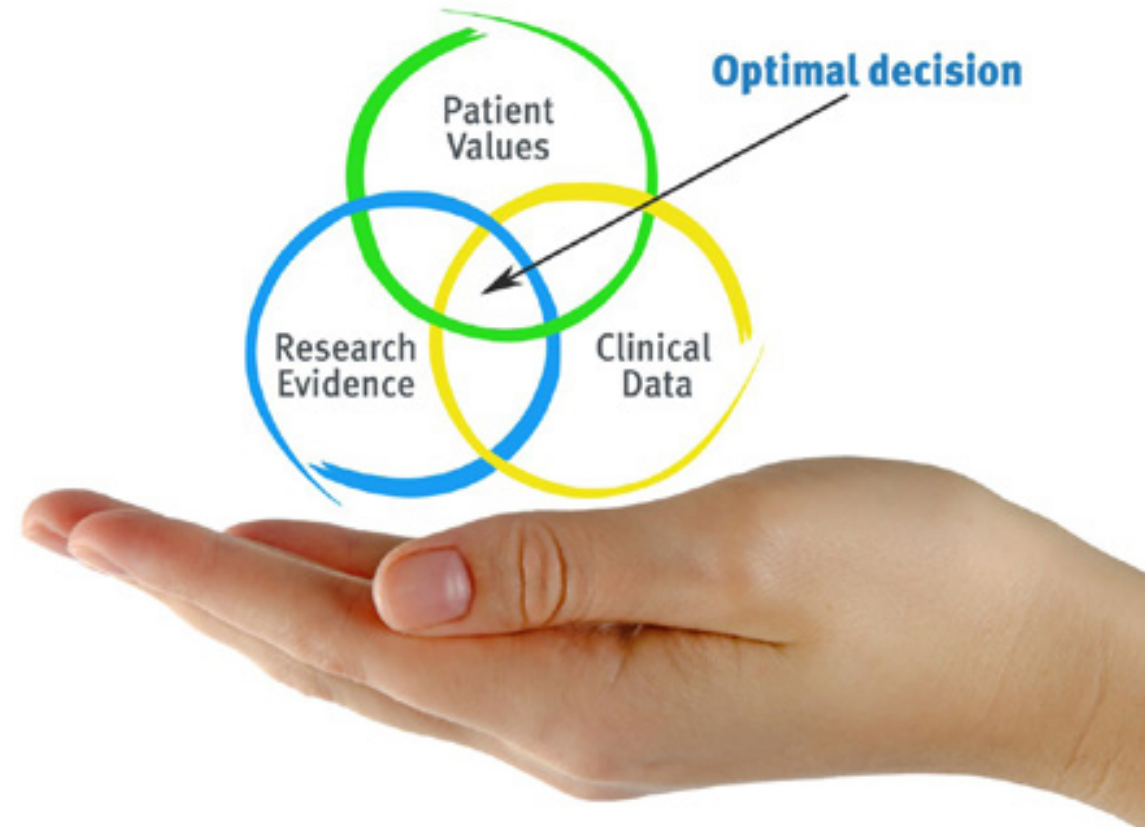 Optimal decision
Patient
Values
Research
Evidence
Clinical
Data